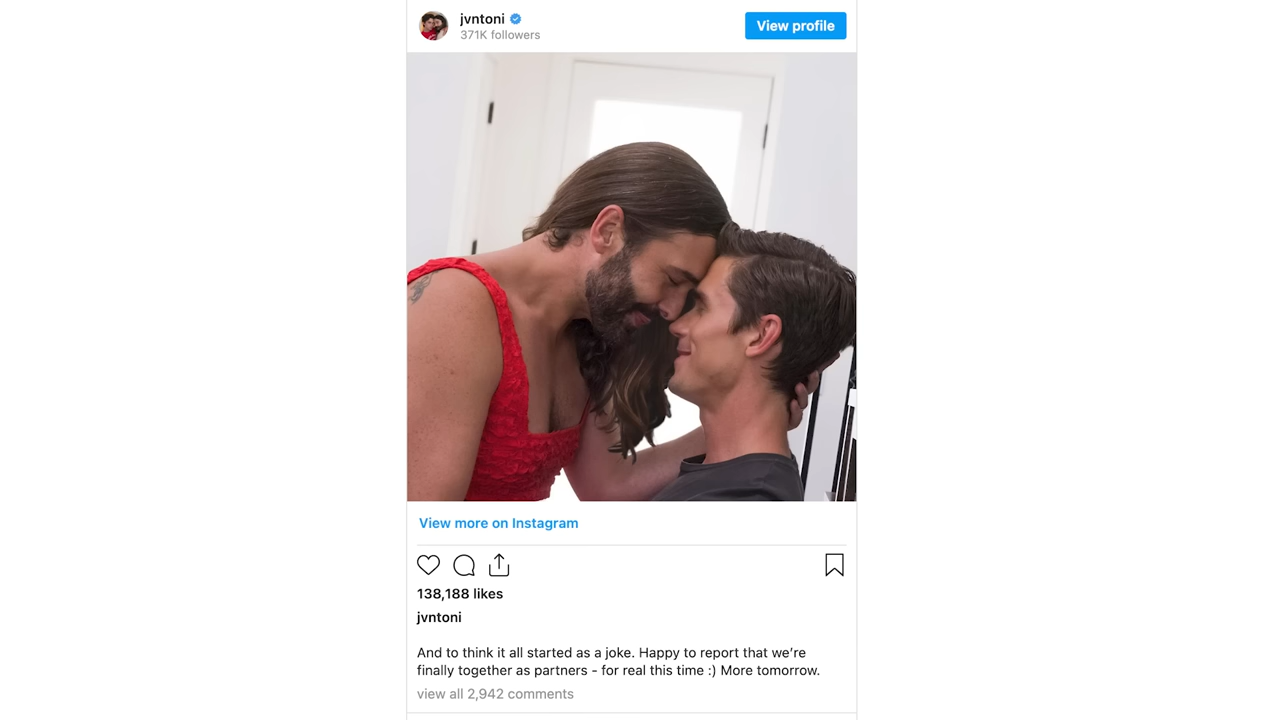 jvntoni
371K followers
View profile
View more on Instagram
138,188 likes
jvntoni
And to think it all started as a joke. Happy to report that we’re
finally together as partners - for real this time :) More tomorrow.
view all 2,942 comments